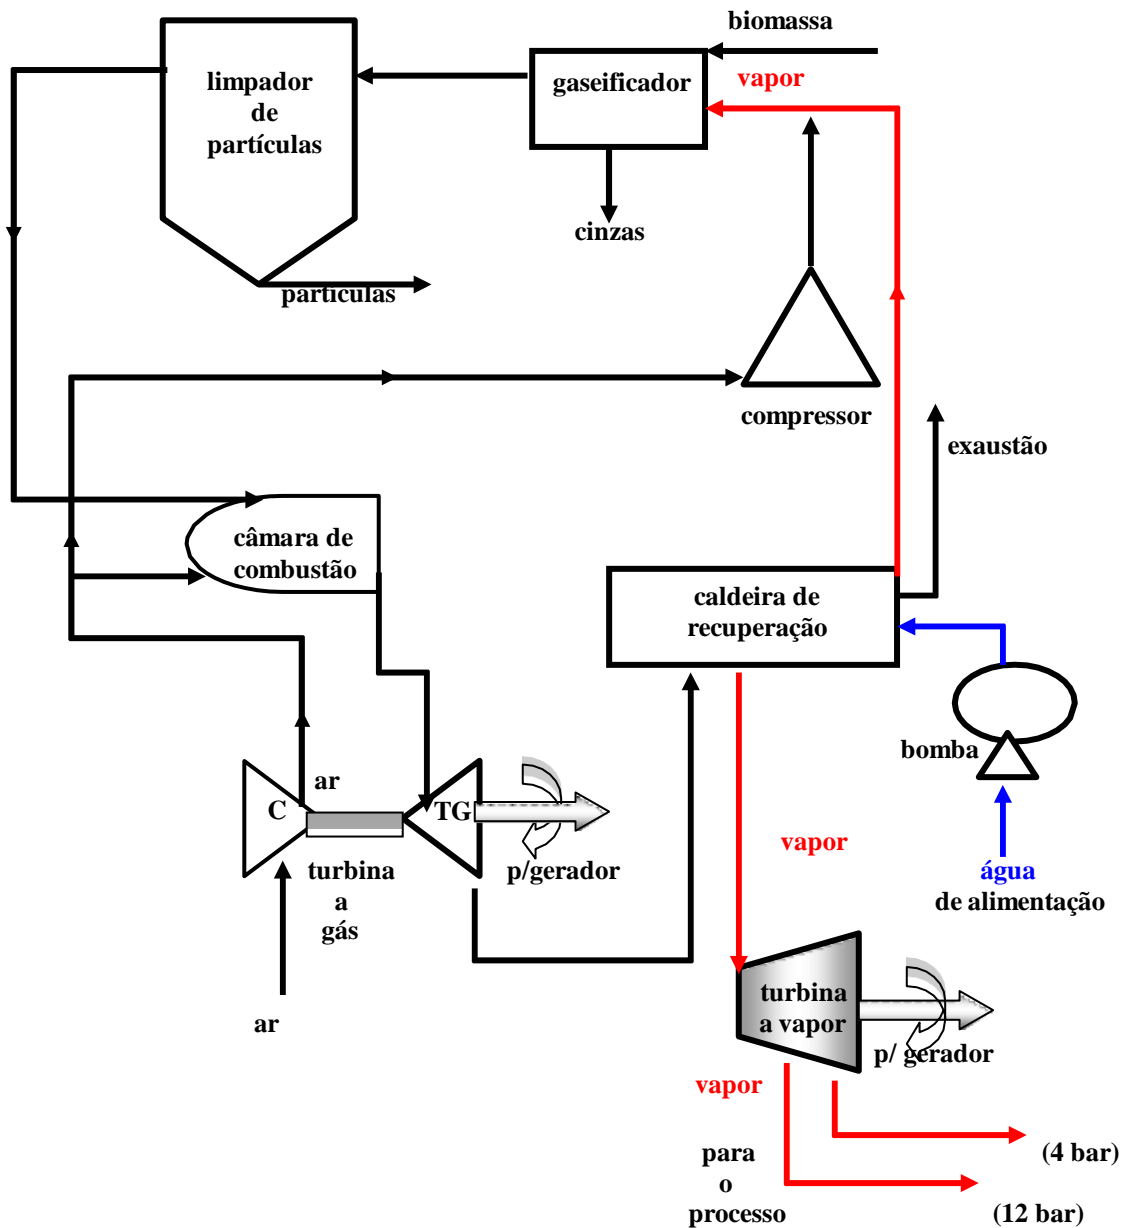 biomassa
limpador
de
partículas
gaseificador
vapor
cinzas
partículas
compressor
exaustão
câmara de
combustão
caldeira de
recuperação
bomba
ar
C
TG
turbina
a
gás
p/gerador
vapor
água
de alimentação
ar
turbina
a vapor
p/ gerador
vapor
para
o
processo
(4 bar)
(12 bar)